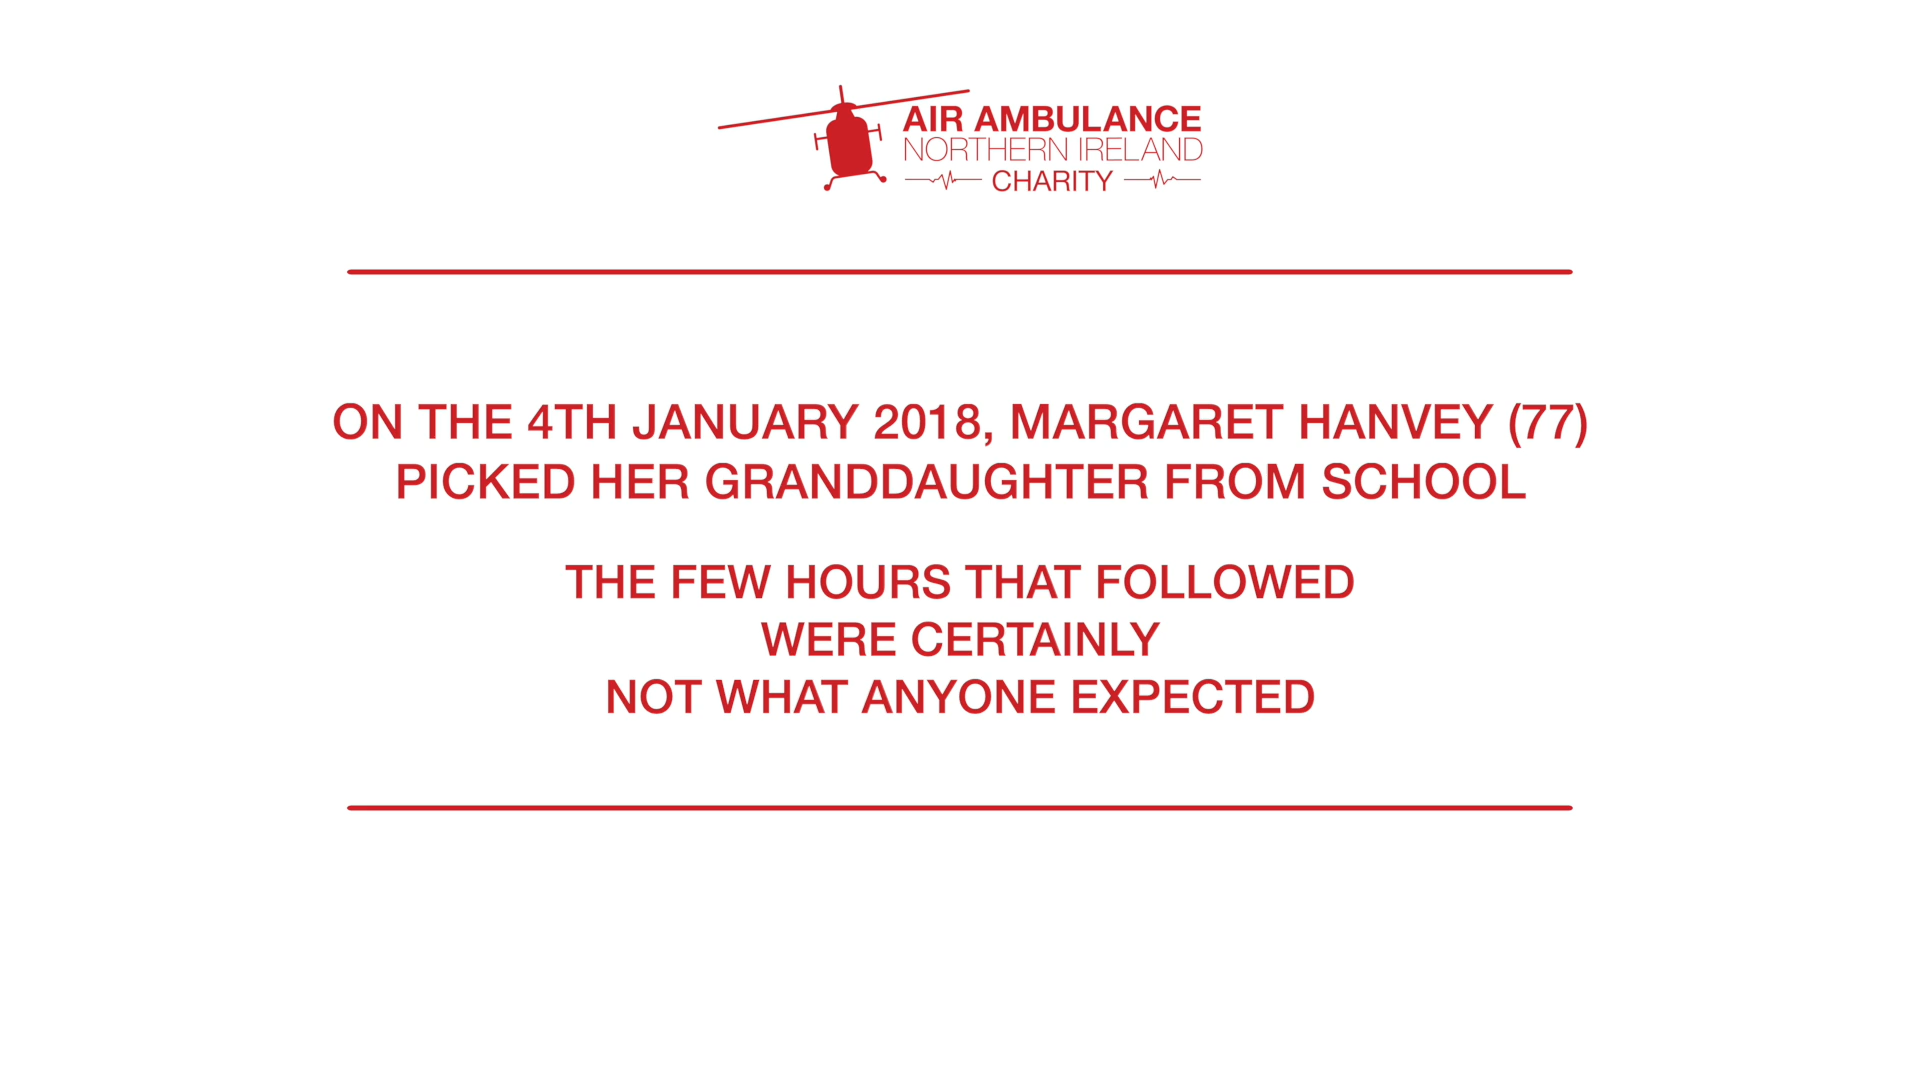 AIR AMBULANCE
NORTHERN IRELAND
CHARITY
ON THE 4TH JANUARY 2018, MARGARET HANVEY (77)
PICKED HER GRANDDAUGHTER FROM SCHOOL
THE FEW HOURS THAT FOLLOWED
WERE CERTAINLY
NOT WHAT ANYONE EXPECTED